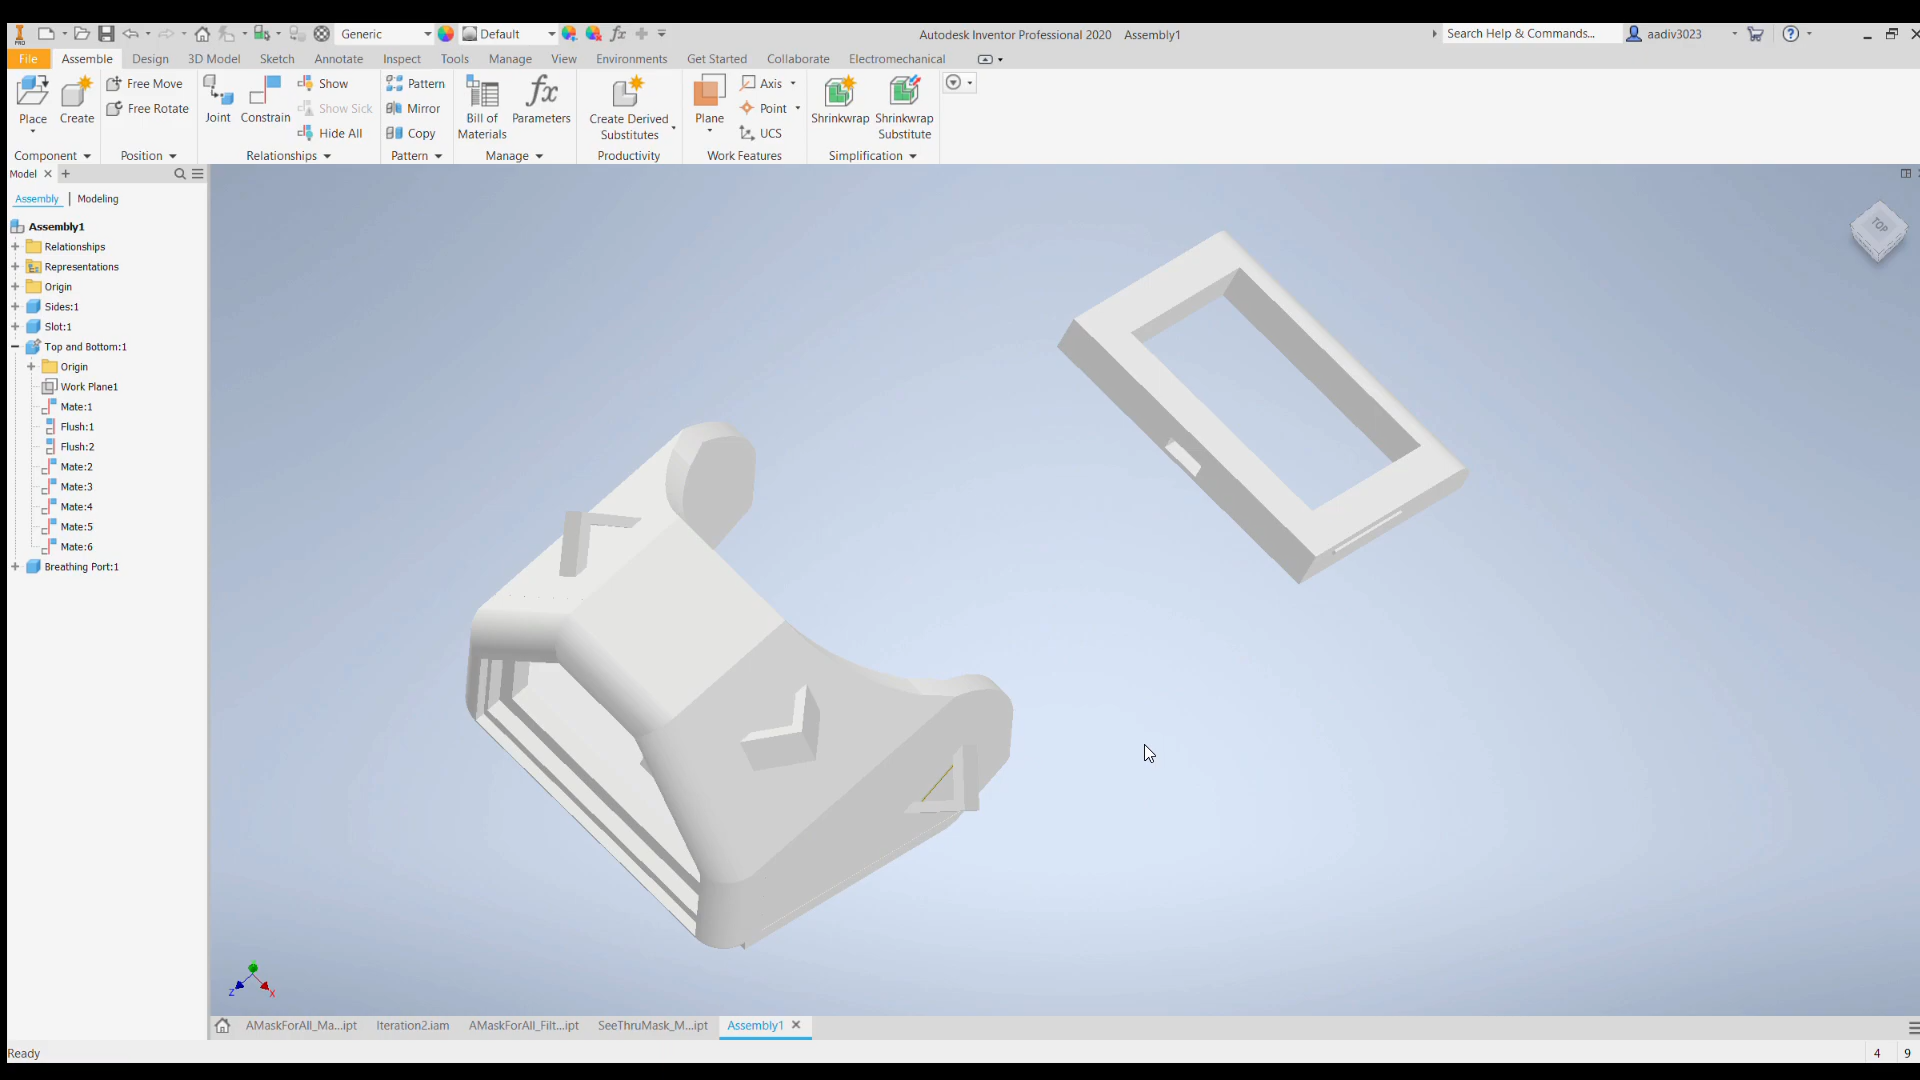 Generic
Default
Autodesk Inventor Professional 2020 Assembly1
Search Help & Commands...
aadiv3023
PRO
File Assemble Design 3D Model Sketch Annotate Inspect Tools Manage View Environments Get Started Collaborate Electromechanical
Place
Create
Free Move
Free Rotate
Joint
Constrain
Show
Show Sick
Hide All
Pattern
Mirror
Copy
Bill of
Materials
fx
Parameters
Create Derived
Substitutes
Plane
Axis
Point
UCS
Shrinkwrap
Shrinkwrap
Substitute
Component Position Relationships Pattern Manage Productivity Work Features Simplification
Model
Assembly | Modeling
Assembly1
Relationships
Representations
Origin
Sides:1
Slot:1
Top and Bottom:1
Origin
Work Plane1
Mate:1
Flush:1
Flush:2
Mate:2
Mate:3
Mate:4
Mate:5
Mate:6
Breathing Port:1
TOP
Z
X
AMaskForAll_Ma...ipt Iteration2.iam AMaskForAll_Filt...ipt SeeThruMask_M...ipt Assembly1
Ready
4 9